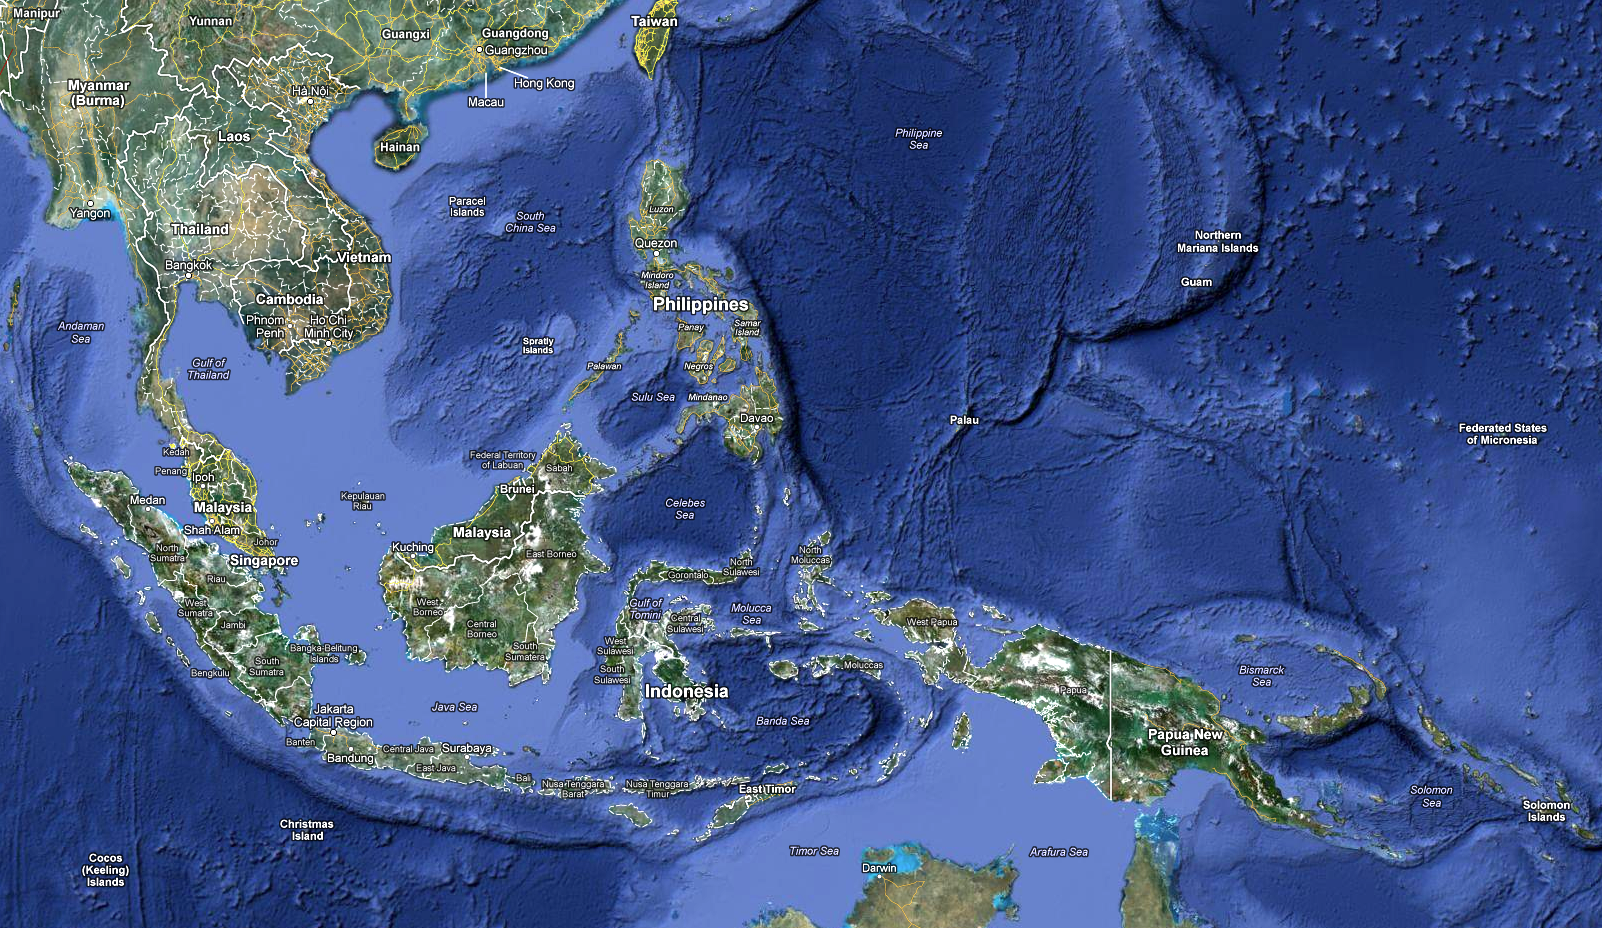 Manipur
Yunnan
Guangxi
Guangdong
Guangzhou
Taiwan
Hong Kong
Macau
Myanmar
(Burma)
Hà Nội
Laos
Hainan
Philippine
Sea
Yangon
Thailand
Bangkok
Vietnam
Paracel
Islands
South
China Sea
Luzon
Quezon
Mindoro
Island
Northern
Mariana Islands
Guam
Cambodia
Phnom
Penh
Ho Chi
Minh City
Philippines
Andaman
Sea
Gulf of
Thailand
Spratly
Islands
Panay
Samar
Island
Palawan
Negros
Sulu Sea
Mindanao
Davao
Palau
Federated States
of Micronesia
Kedah
Penang
Ipoh
Federal Territory
of Labuan
Sabah
Brunei
Medan
Malaysia
Shah Alam
Johor
Singapore
Kepulauan
Riau
Malaysia
Kuching
Celebes
Sea
East Borneo
North
Sumatra
Riau
West
Sumatra
Jambi
West
Borneo
Central
Borneo
South
Sumatera
Gorontalo
North
Sulawesi
North
Moluccas
Gulf of
Tomini
Central
Sulawesi
Molucca
Sea
West
Sulawesi
South
Sulawesi
West Papua
Moluccas
Bangka-Belitung
Islands
Bengkulu
South
Sumatra
Indonesia
Papua
Bismarck
Sea
Jakarta
Capital Region
Java Sea
Banda Sea
Papua New
Guinea
Banten
Bandung
Central Java
Surabaya
East Java
Bali
Nusa Tenggara
Barat
Nusa Tenggara
Timur
East Timor
Solomon
Sea
Solomon
Islands
Christmas
Island
Cocos
(Keeling)
Islands
Timor Sea
Darwin
Arafura Sea